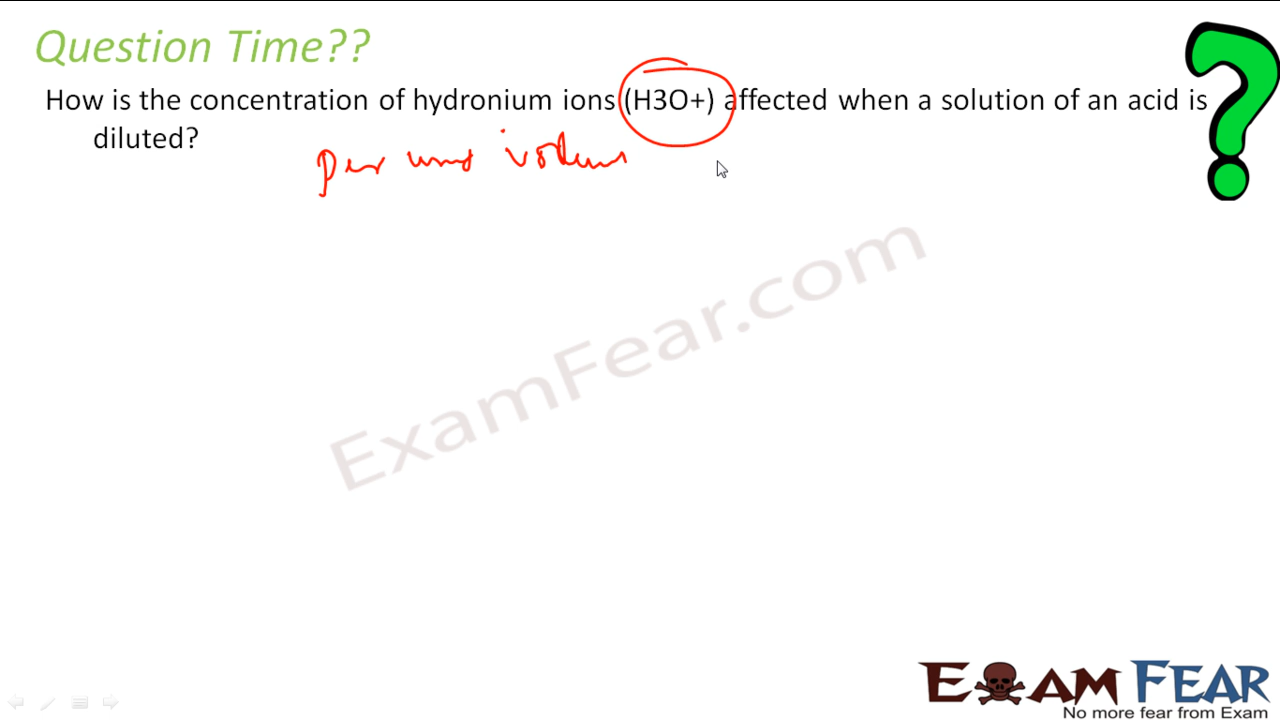 Question Time??
How is the concentration of hydronium ions (H3O+) affected when a solution of an acid is
diluted?
per unit volume
ExamFear.com
EXAM FEAR
No more fear from Exam